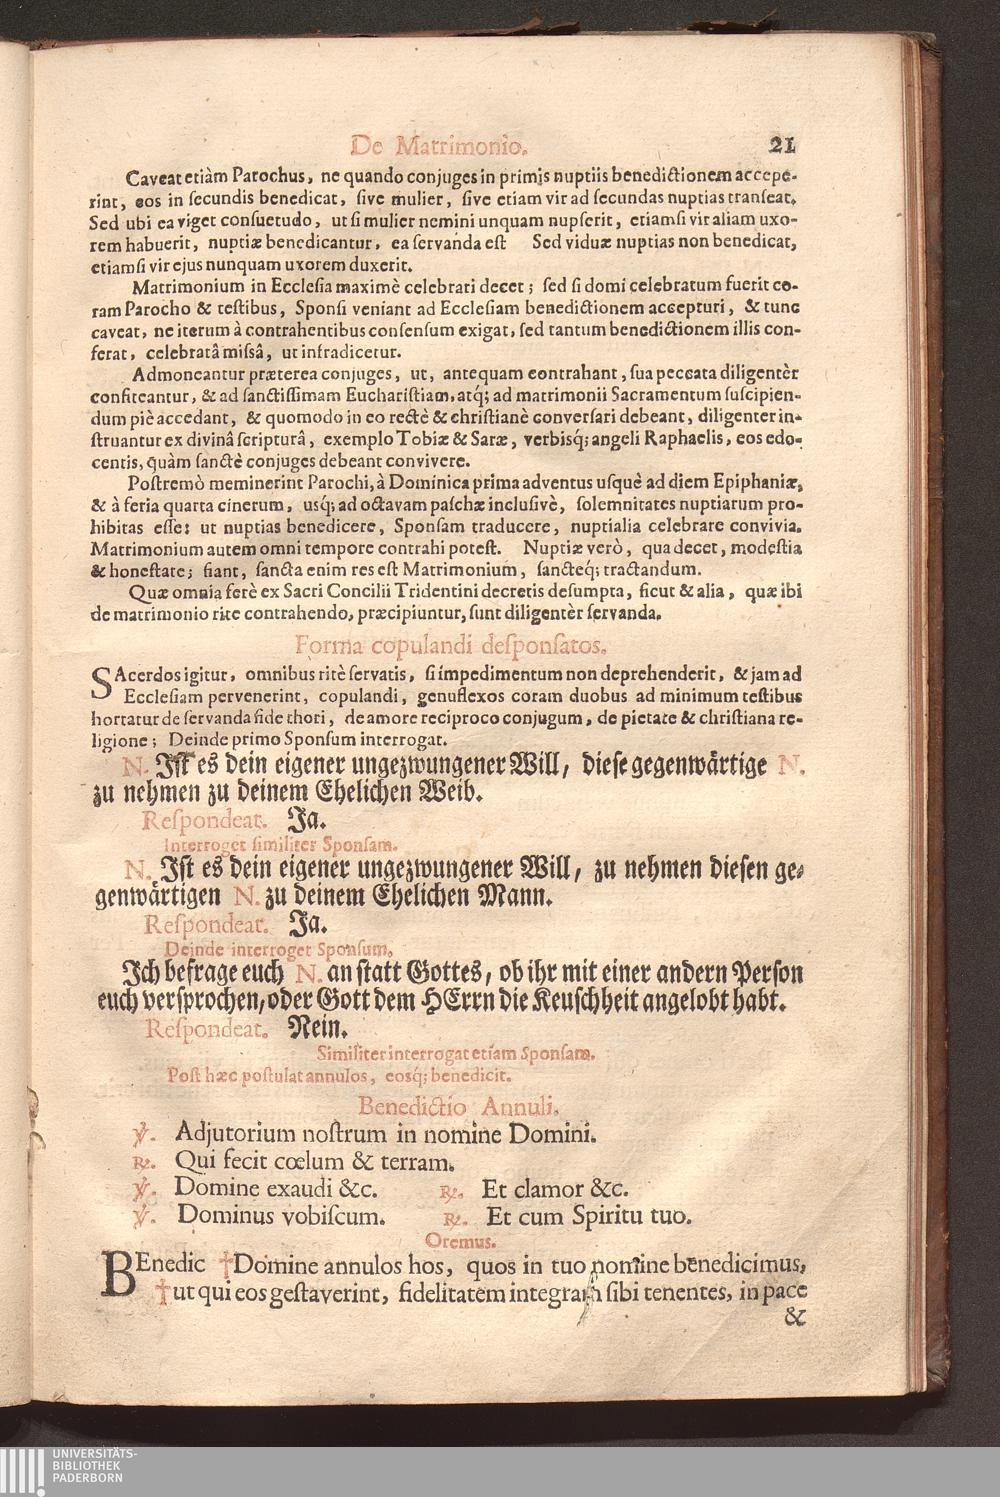 De Matrimonio. 21
Caveat etiàm Parochus, ne quando conjuges in primis nuptiis benedictionem accepe-
rint, eos in secundis benedicat, sive mulier, sive etiam vir ad secundas nuptias transeat.
Sed ubi ea viget consuetudo, ut si mulier nemini unquam nupserit, etiamsi vir aliam uxo-
rem habuerit, nuptiæ benedicantur, ea servanda est Sed viduæ nuptias non benedicat,
etiamsi vir ejus nunquam uxorem duxerit.
Matrimonium in Ecclesia maximè celebrari decet; sed si domi celebratum fuerit co-
ram Parocho & testibus, Sponsi veniant ad Ecclesiam benedictionem accepturi, & tunc
caveat, ne iterum à contrahentibus consensum exigat, sed tantum benedictionem illis con-
ferat, celebratâ missâ, ut infra dicetur.
Admoneantur præterea conjuges, ut, antequam contrahant, sua peccata diligentèr
confiteantur, & ad sanctissimam Eucharistiam, atq́; ad matrimonii Sacramentum suscipien-
dum piè accedant, & quomodo in eo rectè & christianè conversari debeant, diligenter in-
struantur ex divinâ scripturâ, exemplo Tobiæ & Saræ, verbisq́; angeli Raphaelis, eos edo-
centis, q̃uàm sanctè conjuges debeant convivere.
Postremò meminerint Parochi, à Dominica prima adventus usquè ad diem Epiphaniæ,
& à feria quarta cinerum, usq́; ad octavam paschæ inclusivè, solemnitates nuptiarum pro-
hibitas esse: ut nuptias benedicere, Sponsam traducere, nuptialia celebrare convivia.
Matrimonium autem omni tempore contrahi potest. Nuptiæ verò, qua decet, modestia
& honestate; fiant, sancta enim res est Matrimonium, sancteq́; tractandum.
Quæ omnia ferè ex Sacri Concilii Tridentini decretis desumpta, sicut & alia, quæ ibi
de matrimonio rite contrahendo, præcipiuntur, sunt diligentèr servanda.
Forma copulandi desponsatos.
SAcerdos igitur, omnibus ritè servatis, si impedimentum non deprehenderit, & jam ad
Ecclesiam pervenerint, copulandi, genuflexos coram duobus ad minimum testibus
hortatur de servanda fide thori, de amore reciproco conjugum, de pietate & christiana re-
ligione; Deinde primo Sponsum interrogat.
N. Ist es dein eigener ungezwungener Will, diese gegenwärtige N.
zu nehmen zu deinem Ehelichen Weib.
Respondeat. Ja.
Interroget similiter Sponsam.
N. Ist es dein eigener ungezwungener Will, zu nehmen diesen ge-
genwärtigen N. zu deinem Ehelichen Mann.
Respondeat. Ja.
Deinde interroget Sponsum.
Ich befrage euch N. an statt Gottes, ob ihr mit einer andern Person
euch versprochen, oder Gott dem HErrn die Keuschheit angelobt habt.
Respondeat. Nein.
Similiter interrogat etiam Sponsam.
Post hæc postulat annulos, eosq́; benedicit.
Benedictio Annuli.
℣. Adjutorium nostrum in nomine Domini.
℟. Qui fecit cœlum & terram.
℣. Domine exaudi &c. ℟. Et clamor &c.
℣. Dominus vobiscum. ℟. Et cum Spiritu tuo.
Oremus.
BEnedic † Domine annulos hos, quos in tuo nomine benedicimus,
† ut qui eos gestaverint, fidelitatem integram sibi tenentes, in pace
&
UNIVERSITÄTS-
BIBLIOTHEK
PADERBORN